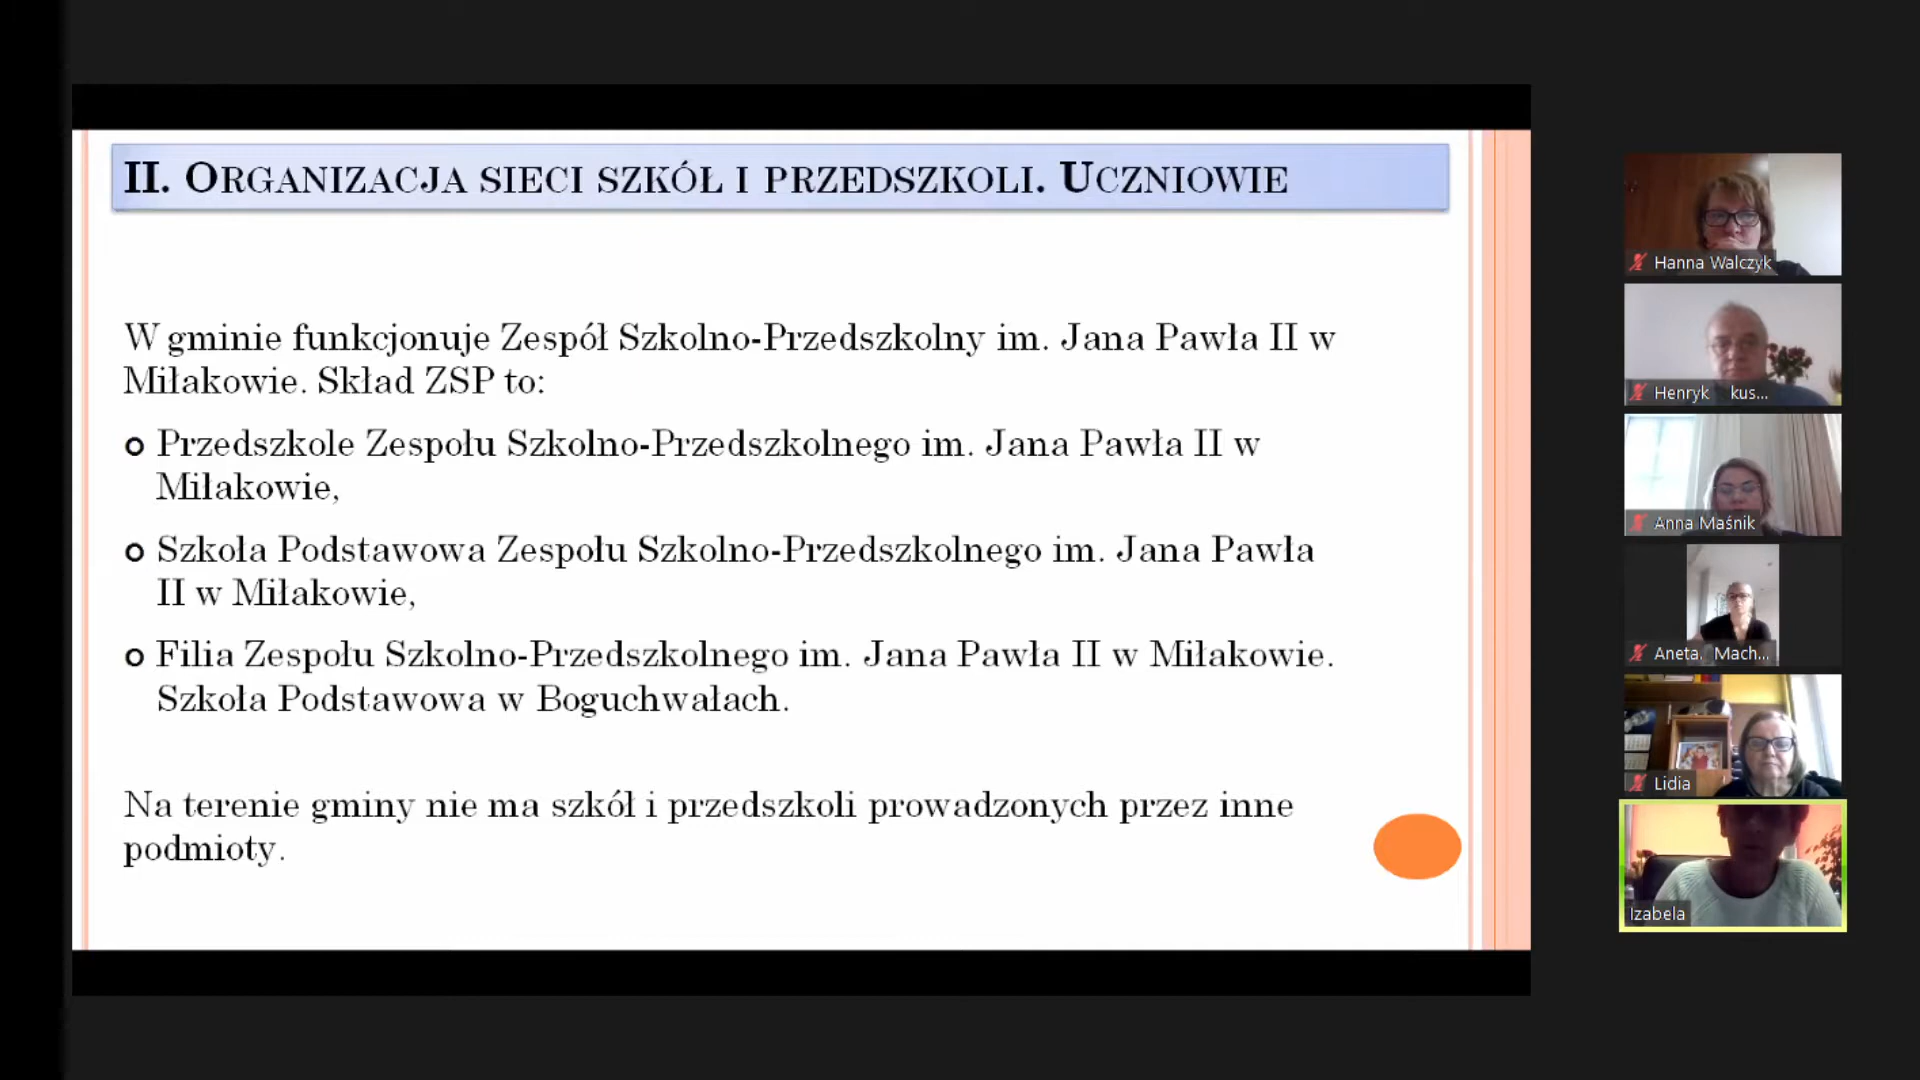 II. ORGANIZACJA SIECI SZKÓŁ I PRZEDSZKOLI. UCZNIOWIE
W gminie funkcjonuje Zespół Szkolno-Przedszkolny im. Jana Pawła II w
Miłakowie. Skład ZSP to:
Przedszkole Zespołu Szkolno-Przedszkolnego im. Jana Pawła II w
Miłakowie,
Szkoła Podstawowa Zespołu Szkolno-Przedszkolnego im. Jana Pawła
II w Miłakowie,
Filia Zespołu Szkolno-Przedszkolnego im. Jana Pawła II w Miłakowie.
Szkoła Podstawowa w Boguchwałach.
Na terenie gminy nie ma szkół i przedszkoli prowadzonych przez inne
podmioty.
Hanna Walczyk
Henryk kus...
Anna Maśnik
Aneta. Mach...
Lidia
Izabela